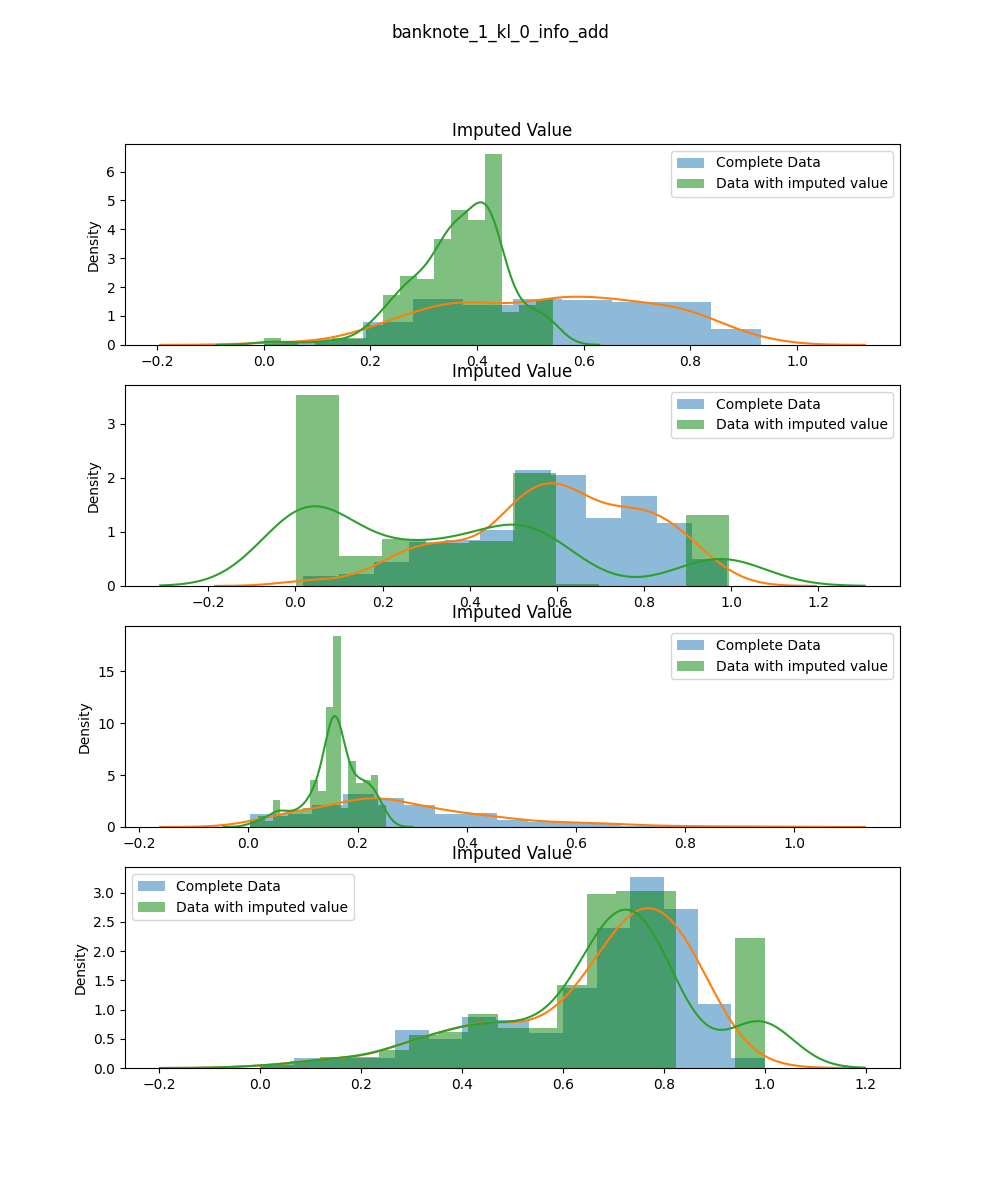 banknote_1_kl_0_info_add
Imputed Value
Complete Data
Data with imputed value
Density
6
5
4
3
2
1
0
−0.2 0.0 0.2 0.4 0.6 0.8 1.0
Imputed Value
Complete Data
Data with imputed value
Density
3
2
1
0
−0.2 0.0 0.2 0.4 0.6 0.8 1.0 1.2
Imputed Value
Complete Data
Data with imputed value
Density
15
10
5
0
−0.2 0.0 0.2 0.4 0.6 0.8 1.0
Imputed Value
Complete Data
Data with imputed value
Density
3.0
2.5
2.0
1.5
1.0
0.5
0.0
−0.2 0.0 0.2 0.4 0.6 0.8 1.0 1.2